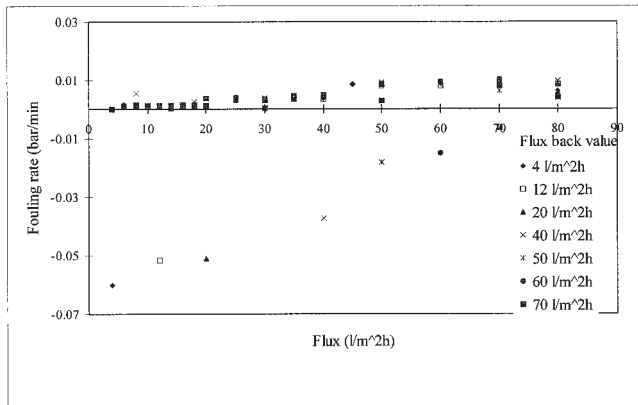 0.03
0.01
-0.01
-0.03
-0.05
-0.07
0 10 20 30 40 50 60 70 80 90
Fouling rate (bar/min)
Flux (l/m^2h)
Flux back value
4 l/m^2h
12 l/m^2h
20 l/m^2h
40 l/m^2h
50 l/m^2h
60 l/m^2h
70 l/m^2h